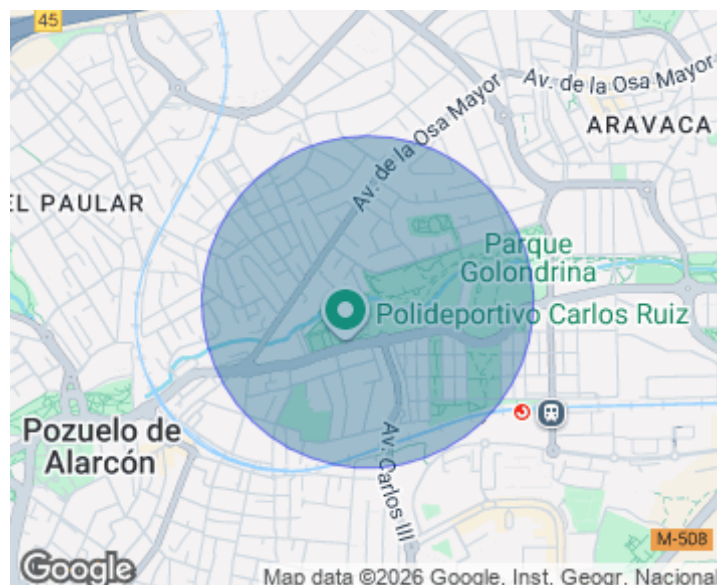 45
Av. de la Osa Mayor
Av. de la Osa Mayor
ARAVACA
EL PAULAR
Parque
Golondrina
Polideportivo Carlos Ruiz
Pozuelo de
Alarcón
Av. Carlos III
M-508
Google
Map data ©2026 Google, Inst. Geogr. Nacional